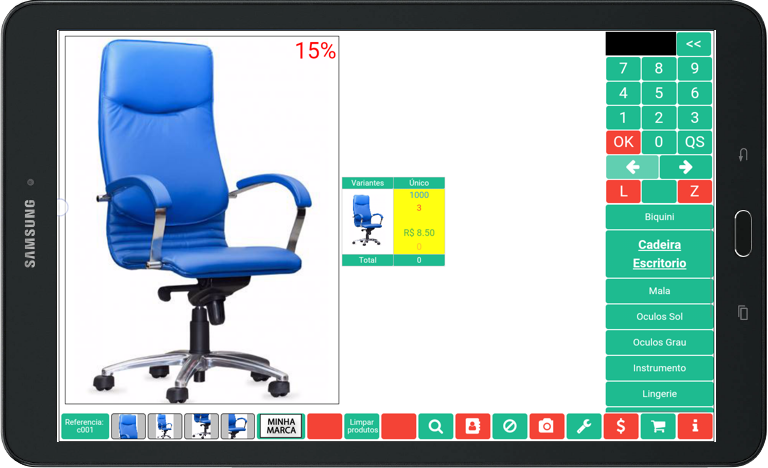 SAMSUNG
15%
<<
7 8 9
4 5 6
1 2 3
OK 0 QS
L Z
Variantes Único
1000
3
R$ 8.50
0
Total 0
Biquini
Cadeira
Escritorio
Mala
Oculos Sol
Oculos Grau
Instrumento
Lingerie
Referencia:
c001
MINHA
MARCA
Limpar
produtos
$